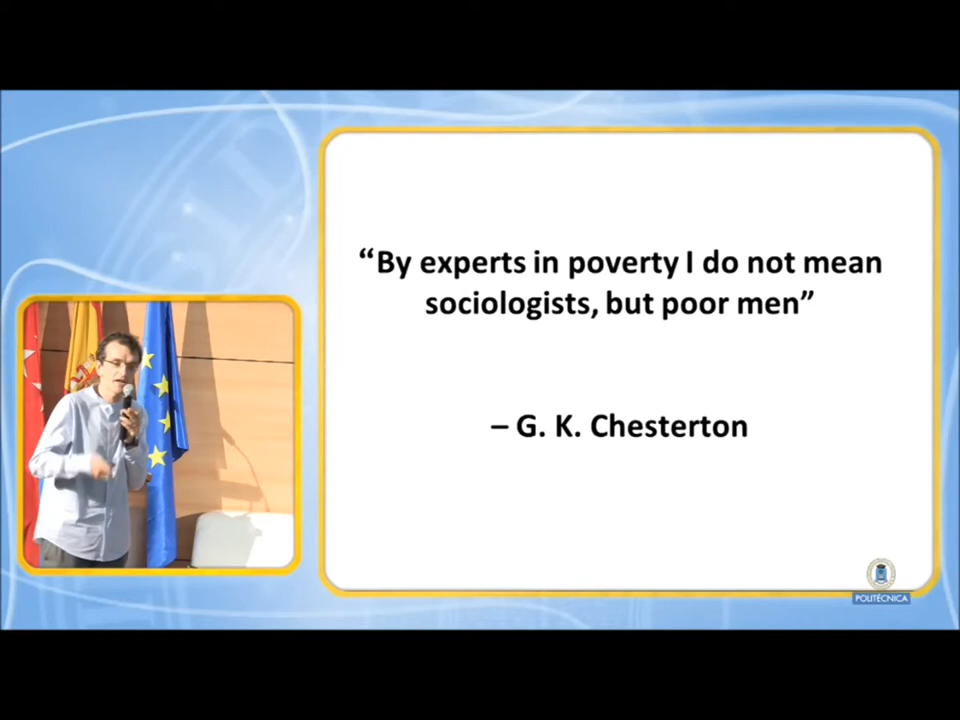 “By experts in poverty I do not mean
sociologists, but poor men”
– G. K. Chesterton
POLITÉCNICA